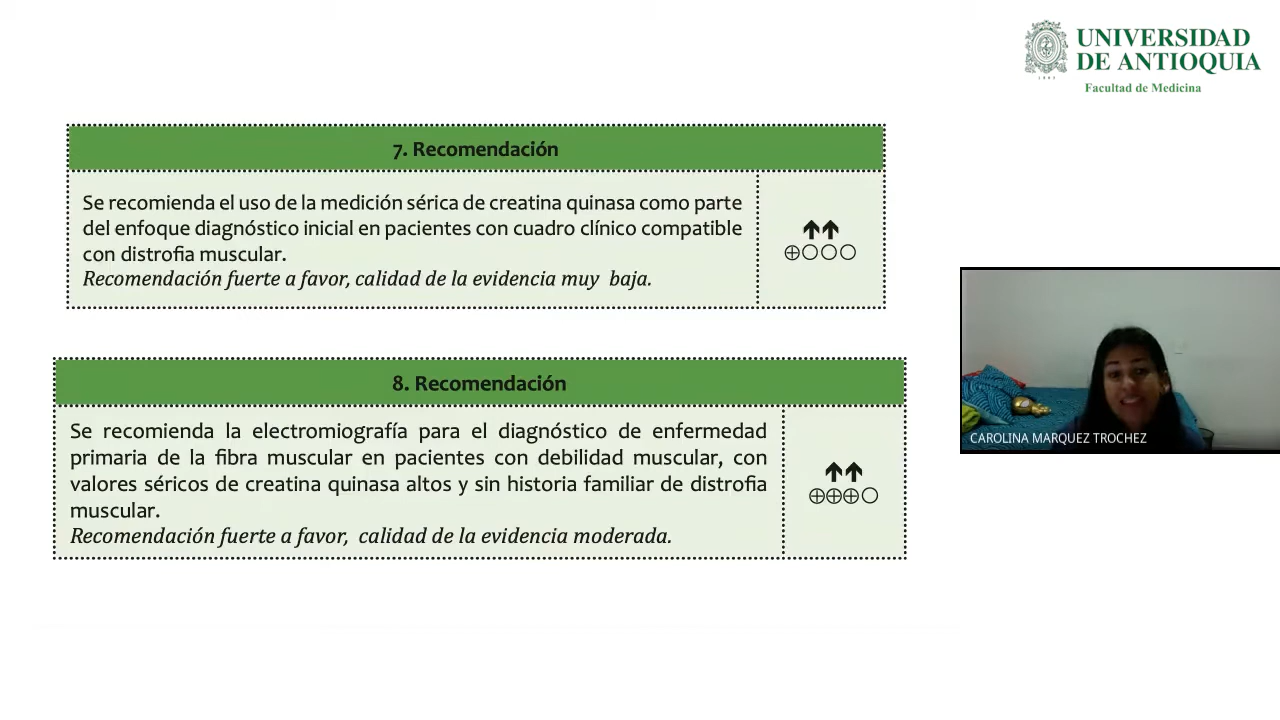 UNIVERSIDAD
DE ANTIOQUIA
1803
Facultad de Medicina
7. Recomendación
Se recomienda el uso de la medición sérica de creatina quinasa como parte
del enfoque diagnóstico inicial en pacientes con cuadro clínico compatible
con distrofia muscular.
Recomendación fuerte a favor, calidad de la evidencia muy baja.
8. Recomendación
Se recomienda la electromiografía para el diagnóstico de enfermedad
primaria de la fibra muscular en pacientes con debilidad muscular, con
valores séricos de creatina quinasa altos y sin historia familiar de distrofia
muscular.
Recomendación fuerte a favor, calidad de la evidencia moderada.
CAROLINA MARQUEZ TROCHEZ